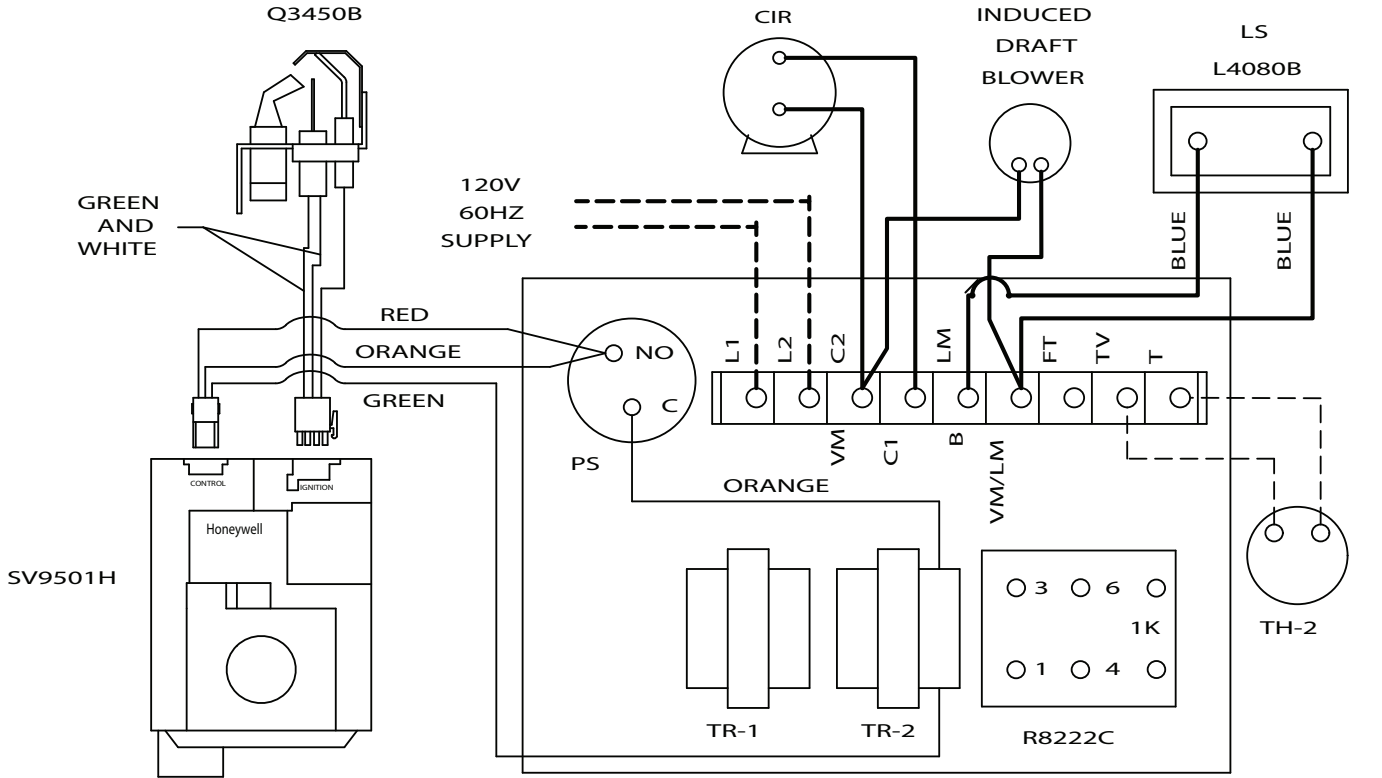 Q3450B
CIR
INDUCED
DRAFT
BLOWER
LS
L4080B
120V
60HZ
SUPPLY
GREEN
AND
WHITE
BLUE
BLUE
RED
ORANGE
GREEN
NO
C
PS
L1
L2
C2
LM
FT
TV
T
VM
C1
B
VM/LM
CONTROL
IGNITION
Honeywell
SV9501H
ORANGE
3
6
1K
1
4
TR-1
TR-2
R8222C
TH-2